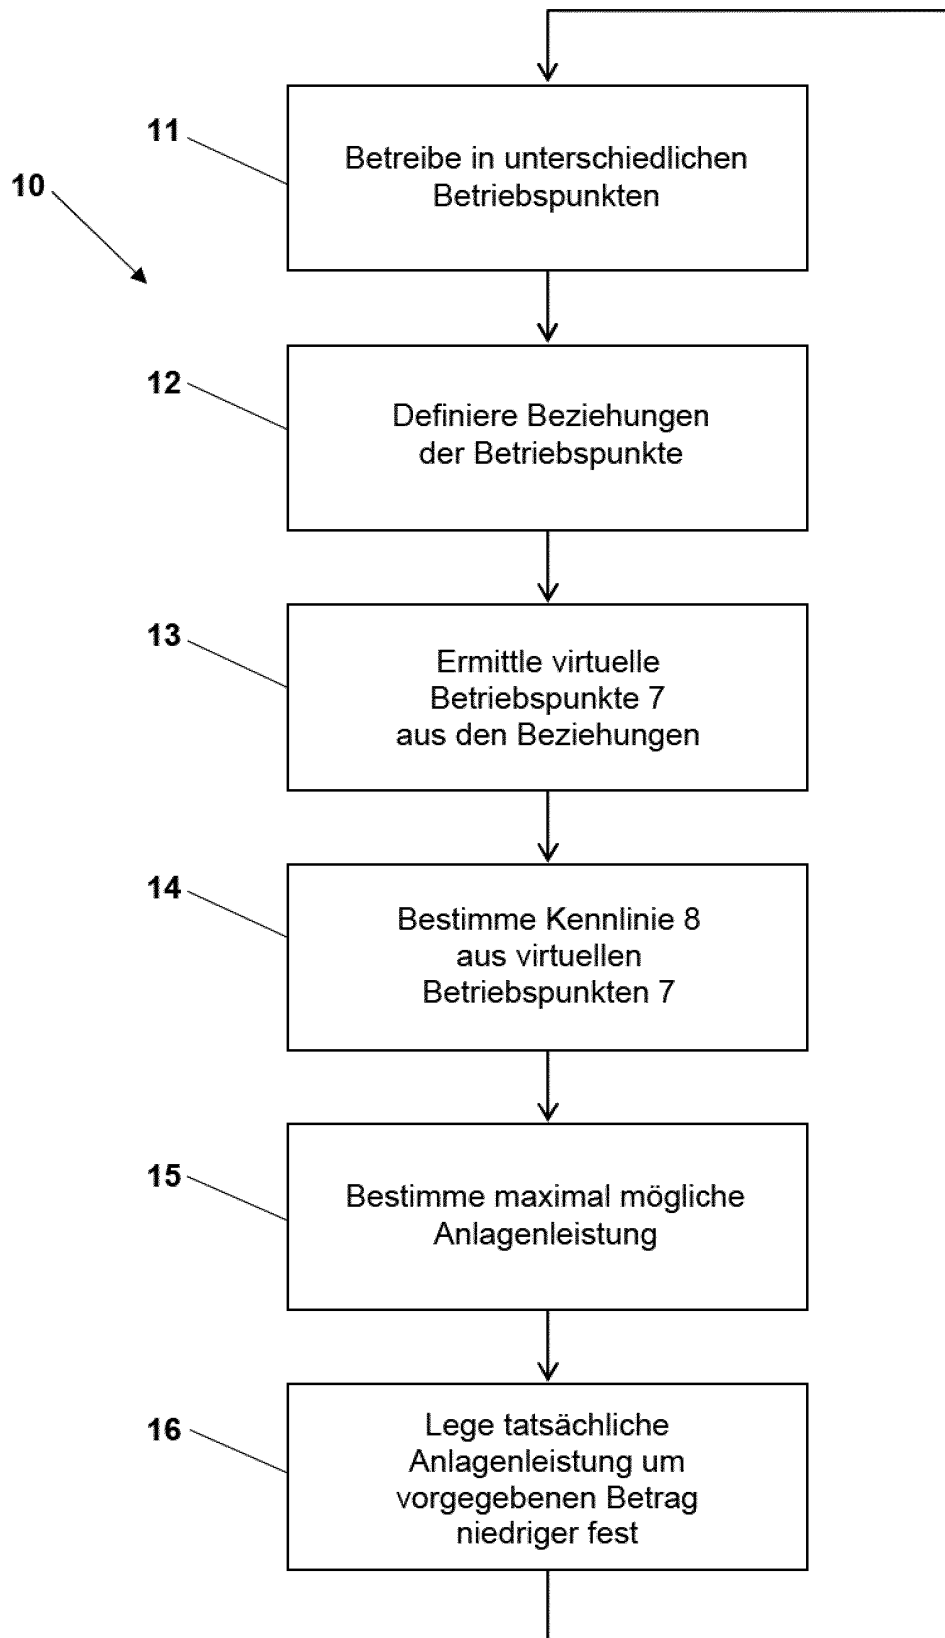 11
Betreibe in unterschiedlichen
Betriebspunkten
10
12
Definiere Beziehungen
der Betriebspunkte
13
Ermittle virtuelle
Betriebspunkte 7
aus den Beziehungen
14
Bestimme Kennlinie 8
aus virtuellen
Betriebspunkten 7
15
Bestimme maximal mögliche
Anlagenleistung
16
Lege tatsächliche
Anlagenleistung um
vorgegebenen Betrag
niedriger fest